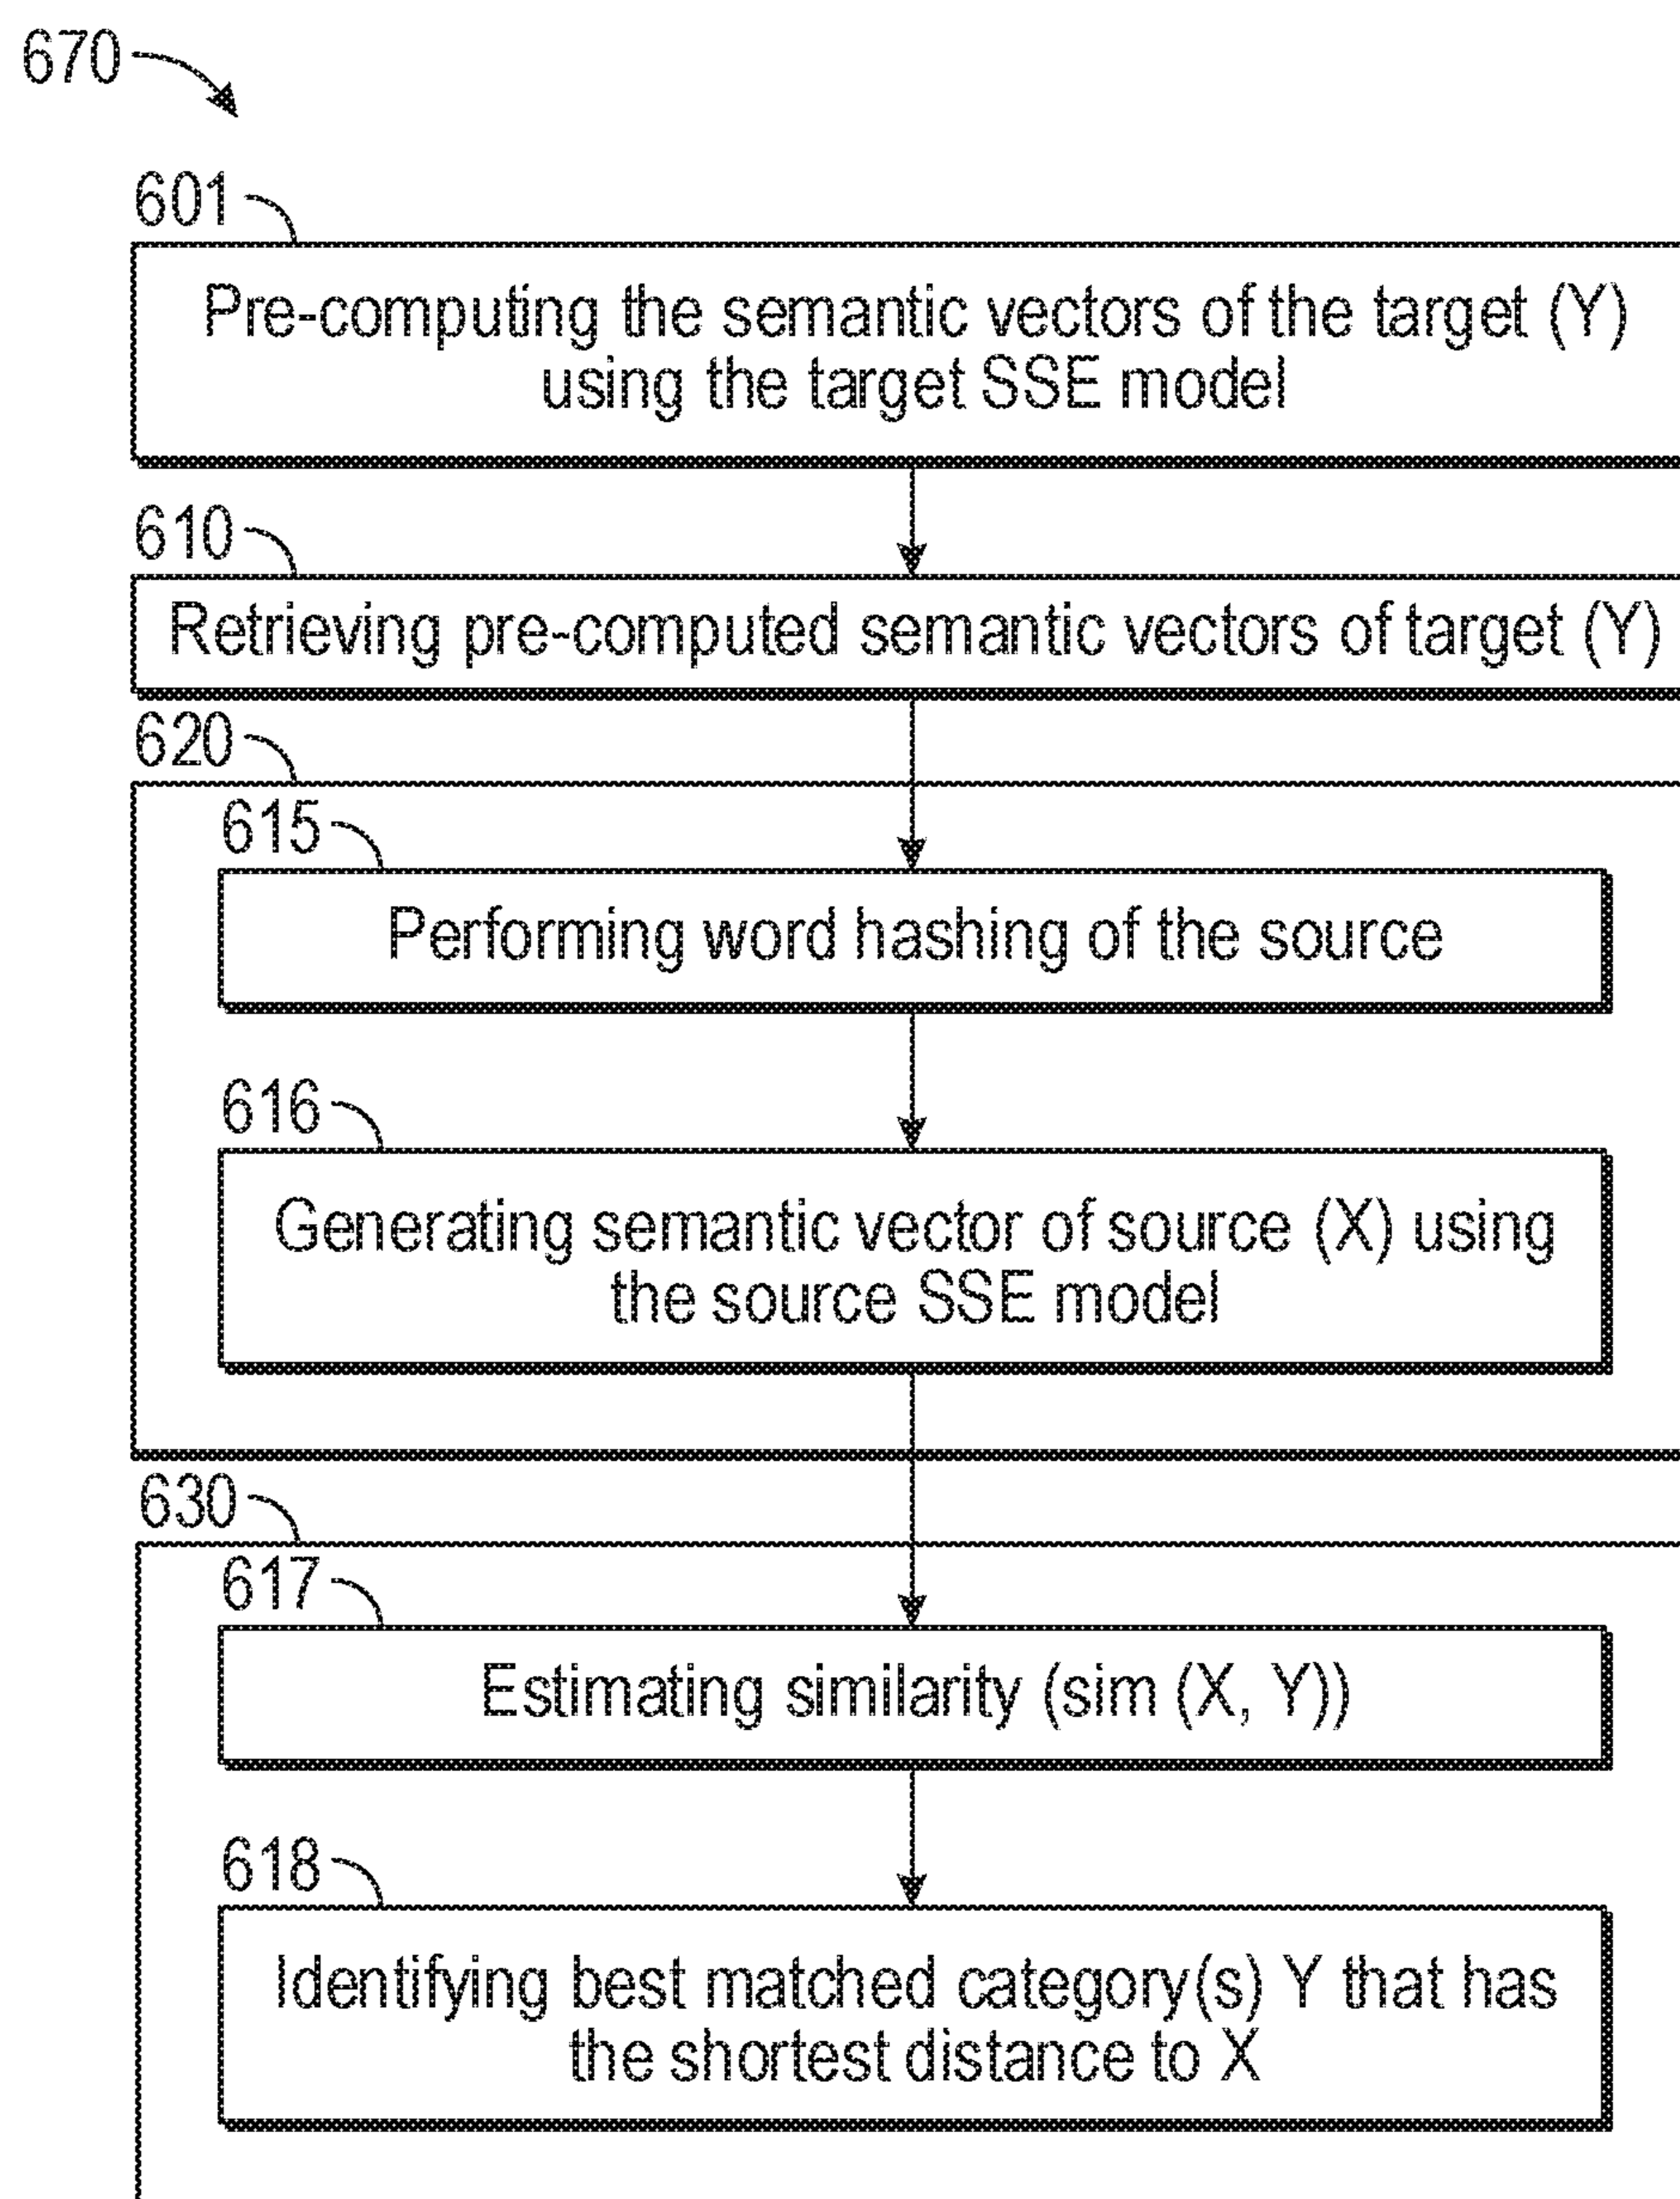 670
601
Pre-computing the semantic vectors of the target (Y)
using the target SSE model
610
Retrieving pre-computed semantic vectors of target (Y)
620
615
Performing word hashing of the source
616
Generating semantic vector of source (X) using
the source SSE model
630
617
Estimating similarity (sim (X, Y))
618
Identifying best matched category(s) Y that has
the shortest distance to X